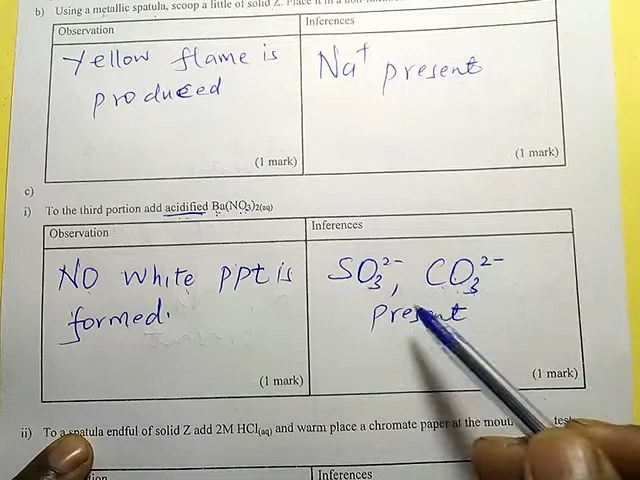 b) Using a metallic spatula, scoop a little of solid Z. Place it in a non-
Observation Inferences
Yellow flame is
produced
Na⁺ present
(1 mark) (1 mark)
c)
i) To the third portion add acidified Ba(NO₃)₂(aq)
Observation Inferences
NO white ppt is
formed.
SO₃²⁻, CO₃²⁻
present
(1 mark) (1 mark)
ii) To a spatula endful of solid Z add 2M HCl(aq) and warm place a chromate paper at the mout tes
Inferences